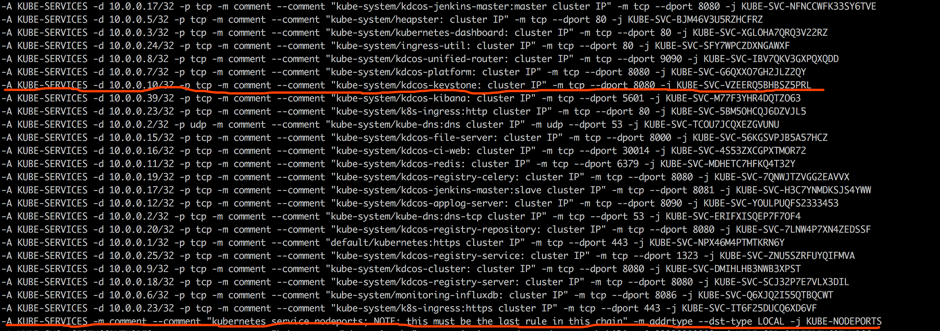 -A KUBE-SERVICES -d 10.0.0.17/32 -p tcp -m comment --comment "kube-system/kdcos-jenkins-master:master cluster IP" -m tcp --dport 8080 -j KUBE-SVC-NFNCCWFK33SY6TVE
-A KUBE-SERVICES -d 10.0.0.5/32 -p tcp -m comment --comment "kube-system/heapster: cluster IP" -m tcp --dport 80 -j KUBE-SVC-BJM46V3U5RZHCFRZ
-A KUBE-SERVICES -d 10.0.0.3/32 -p tcp -m comment --comment "kube-system/kubernetes-dashboard: cluster IP" -m tcp --dport 80 -j KUBE-SVC-XGLOHA7QRQ3V22RZ
-A KUBE-SERVICES -d 10.0.0.24/32 -p tcp -m comment --comment "kube-system/ingress-util: cluster IP" -m tcp --dport 80 -j KUBE-SVC-SFY7WPCZDXNGAWXF
-A KUBE-SERVICES -d 10.0.0.8/32 -p tcp -m comment --comment "kube-system/kdcos-unified-router: cluster IP" -m tcp --dport 9090 -j KUBE-SVC-IBV7QKV3GXPQXQDD
-A KUBE-SERVICES -d 10.0.0.7/32 -p tcp -m comment --comment "kube-system/kdcos-platform: cluster IP" -m tcp --dport 8080 -j KUBE-SVC-G6QXXO7GH2JLZ2QY
-A KUBE-SERVICES -d 10.0.0.10/32 -p tcp -m comment --comment "kube-system/kdcos-keystone: cluster IP" -m tcp --dport 8080 -j KUBE-SVC-VZEERQ5BHBSZ5PRL
-A KUBE-SERVICES -d 10.0.0.39/32 -p tcp -m comment --comment "kube-system/kdcos-kibana: cluster IP" -m tcp --dport 5601 -j KUBE-SVC-M77F3YHR4DQTZO63
-A KUBE-SERVICES -d 10.0.0.23/32 -p tcp -m comment --comment "kube-system/k8s-ingress:http cluster IP" -m tcp --dport 80 -j KUBE-SVC-5BM5OHCQJ6DZVJL5
-A KUBE-SERVICES -d 10.0.0.2/32 -p udp -m comment --comment "kube-system/kube-dns:dns cluster IP" -m udp --dport 53 -j KUBE-SVC-TCOU7JCQXEZGVUNU
-A KUBE-SERVICES -d 10.0.0.15/32 -p tcp -m comment --comment "kube-system/kdcos-file-server: cluster IP" -m tcp --dport 8000 -j KUBE-SVC-56KGSVPJB5A57HCZ
-A KUBE-SERVICES -d 10.0.0.16/32 -p tcp -m comment --comment "kube-system/kdcos-ci-web: cluster IP" -m tcp --dport 30014 -j KUBE-SVC-4S53ZXCGPXTMOR72
-A KUBE-SERVICES -d 10.0.0.11/32 -p tcp -m comment --comment "kube-system/kdcos-redis: cluster IP" -m tcp --dport 6379 -j KUBE-SVC-MDHETC7HFKQ4T32Y
-A KUBE-SERVICES -d 10.0.0.19/32 -p tcp -m comment --comment "kube-system/kdcos-registry-celery: cluster IP" -m tcp --dport 8080 -j KUBE-SVC-7QNWJTZVGG2EAVVX
-A KUBE-SERVICES -d 10.0.0.17/32 -p tcp -m comment --comment "kube-system/kdcos-jenkins-master:slave cluster IP" -m tcp --dport 8081 -j KUBE-SVC-H3C7YNMDKSJS4YWW
-A KUBE-SERVICES -d 10.0.0.12/32 -p tcp -m comment --comment "kube-system/kdcos-applog-server: cluster IP" -m tcp --dport 8090 -j KUBE-SVC-YOULPUQFS2333453
-A KUBE-SERVICES -d 10.0.0.2/32 -p tcp -m comment --comment "kube-system/kube-dns:dns-tcp cluster IP" -m tcp --dport 53 -j KUBE-SVC-ERIFXISQEP7F7OF4
-A KUBE-SERVICES -d 10.0.0.20/32 -p tcp -m comment --comment "kube-system/kdcos-registry-repository: cluster IP" -m tcp --dport 8080 -j KUBE-SVC-7LNW4P7XN4ZEDSSF
-A KUBE-SERVICES -d 10.0.0.1/32 -p tcp -m comment --comment "default/kubernetes:https cluster IP" -m tcp --dport 443 -j KUBE-SVC-NPX46M4PTMTKRN6Y
-A KUBE-SERVICES -d 10.0.0.25/32 -p tcp -m comment --comment "kube-system/kdcos-registry-service: cluster IP" -m tcp --dport 1323 -j KUBE-SVC-ZNU5SZRFUYQIFMVA
-A KUBE-SERVICES -d 10.0.0.9/32 -p tcp -m comment --comment "kube-system/kdcos-cluster: cluster IP" -m tcp --dport 8080 -j KUBE-SVC-DMIHLHB3NWB3XPST
-A KUBE-SERVICES -d 10.0.0.18/32 -p tcp -m comment --comment "kube-system/kdcos-registry-server: cluster IP" -m tcp --dport 8080 -j KUBE-SVC-SCJ32P7E7VLX3DIL
-A KUBE-SERVICES -d 10.0.0.6/32 -p tcp -m comment --comment "kube-system/monitoring-influxdb: cluster IP" -m tcp --dport 8086 -j KUBE-SVC-Q6XJQ2I55QTBQCWT
-A KUBE-SERVICES -d 10.0.0.23/32 -p tcp -m comment --comment "kube-system/k8s-ingress:https cluster IP" -m tcp --dport 443 -j KUBE-SVC-TTGF75DUCQ6XD6VF
-A KUBE-SERVICES -m comment --comment "kubernetes service nodeports; NOTE: this must be the last rule in this chain" -m addrtype --dst-type LOCAL -j KUBE-NODEPORTS